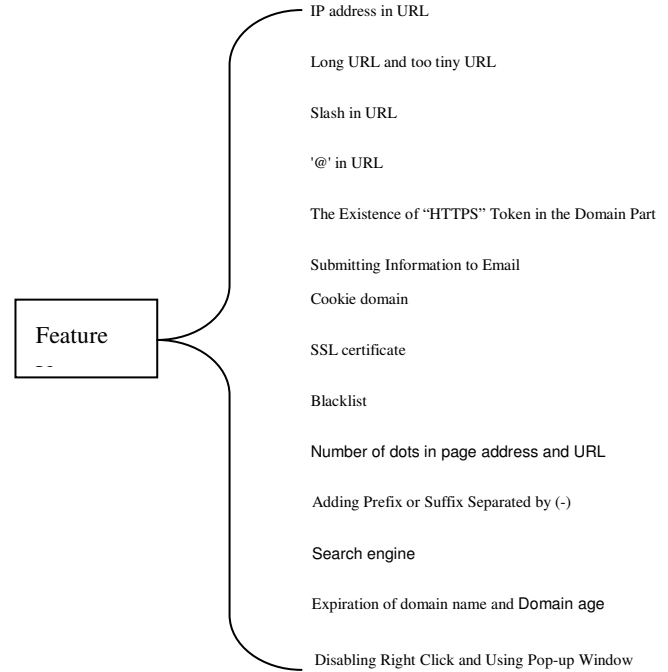 IP address in URL
Long URL and too tiny URL
Slash in URL
'@' in URL
The Existence of “HTTPS” Token in the Domain Part
Submitting Information to Email
Cookie domain
Feature
SSL certificate
Blacklist
Number of dots in page address and URL
Adding Prefix or Suffix Separated by (-)
Search engine
Expiration of domain name and Domain age
Disabling Right Click and Using Pop-up Window